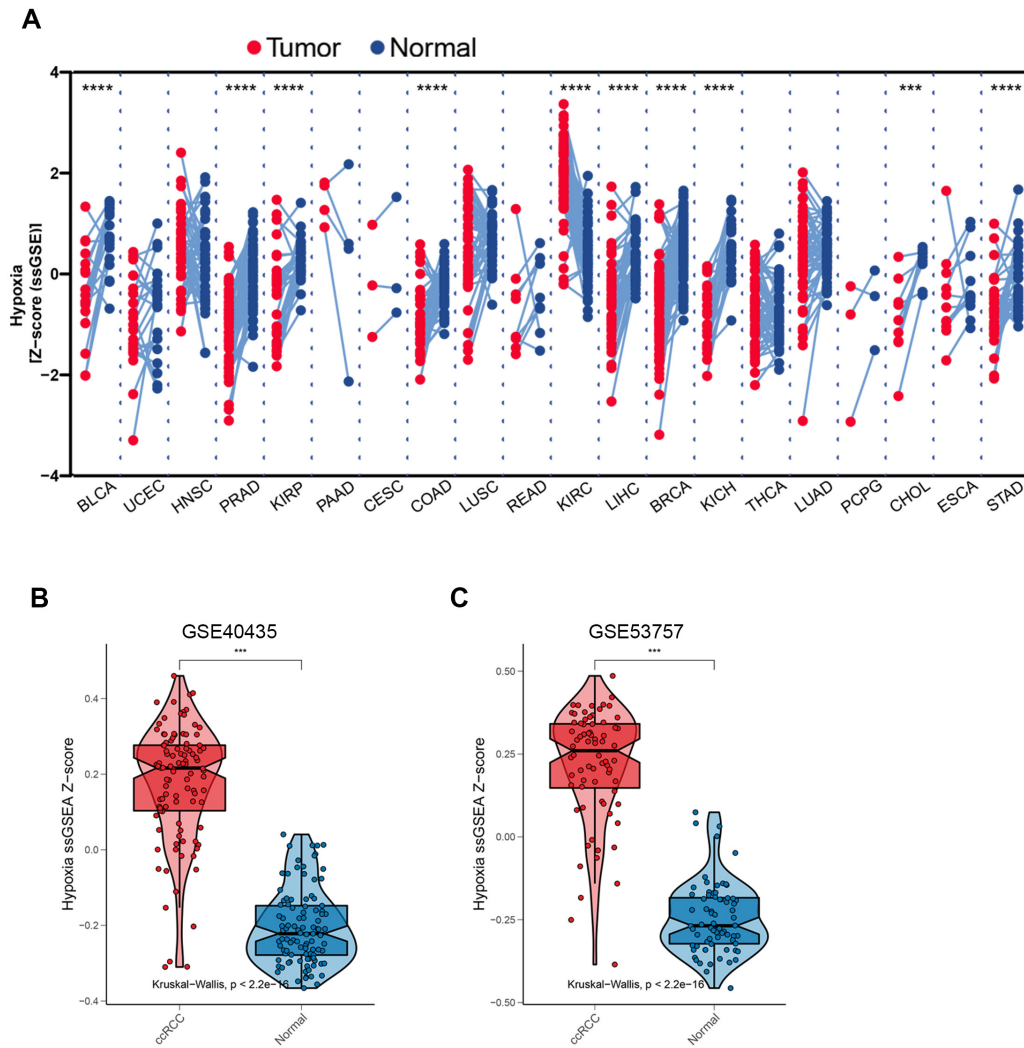 A
Tumor Normal
Hypoxia
[Z-score (ssGSE)]
4
2
0
−2
−4
**** **** **** **** **** **** **** **** *** ****
BLCA UCEC HNSC PRAD KIRP PAAD CESC COAD LUSC READ KIRC LIHC BRCA KICH THCA LUAD PCPG CHOL ESCA STAD
B
GSE40435
***
Hypoxia ssGSEA Z−score
0.4
0.2
0.0
−0.2
−0.4
Kruskal−Wallis, p < 2.2e−16
ccRCC Normal
C
GSE53757
***
Hypoxia ssGSEA Z−score
0.50
0.25
0.00
−0.25
−0.50
Kruskal−Wallis, p < 2.2e−16
ccRCC Normal